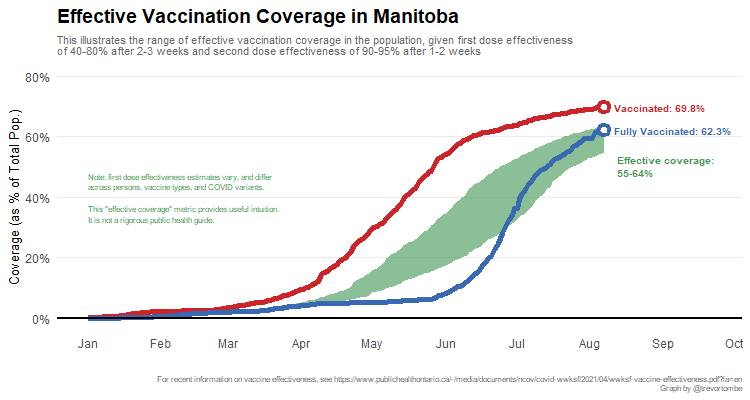 Effective Vaccination Coverage in Manitoba
This illustrates the range of effective vaccination coverage in the population, given first dose effectiveness
of 40-80% after 2-3 weeks and second dose effectiveness of 90-95% after 1-2 weeks
80%
60%
40%
20%
0%
Coverage (as % of Total Pop.)
Vaccinated: 69.8%
Fully Vaccinated: 62.3%
Effective coverage:
55-64%
Note: first dose effectiveness estimates vary, and differ
across persons, vaccine types, and COVID variants.
This "effective coverage" metric provides useful intuition.
It is not a rigorous public health guide.
Jan Feb Mar Apr May Jun Jul Aug Sep Oct
For recent information on vaccine effectiveness, see https://www.publichealthontario.ca/-/media/documents/ncov/covid-wwksf/2021/04/wwksf-vaccine-effectiveness.pdf?la=en
Graph by @trevortombe